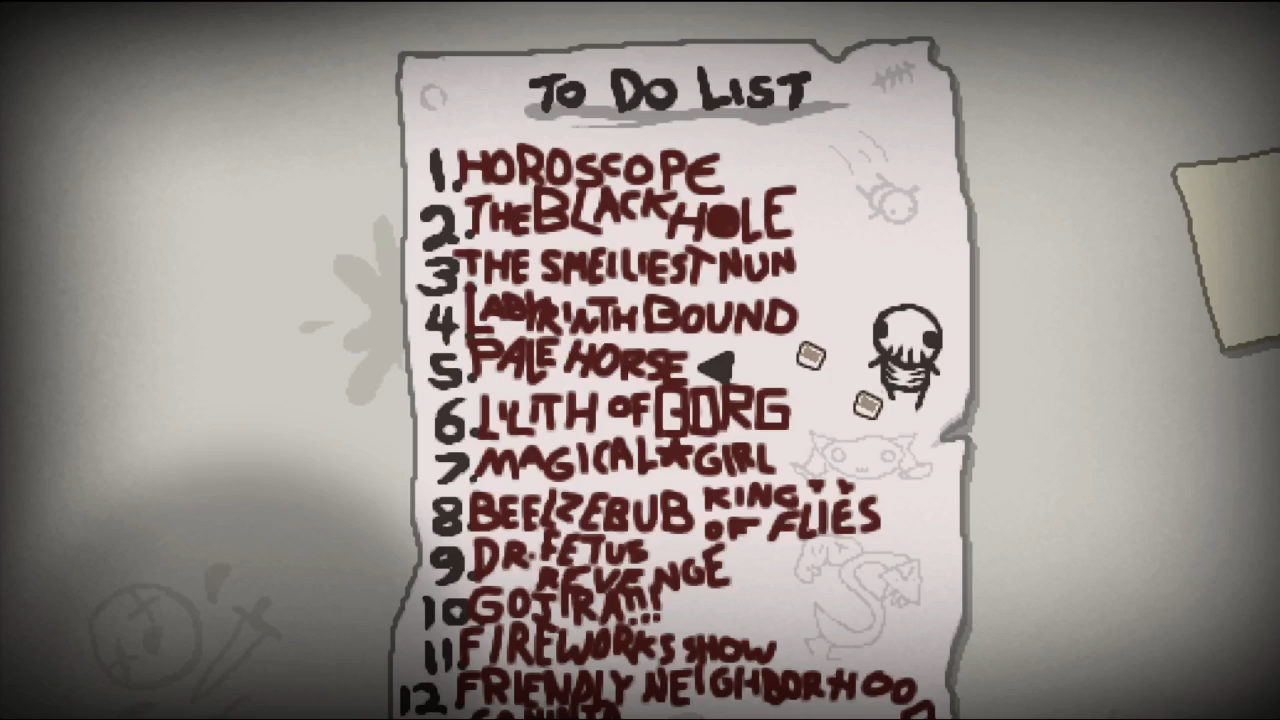 TO DO LIST
1. HOROSCOPE
2. THE BLACK HOLE
3. THE SMELLIEST NUN
4. LABYRINTH BOUND
5. PALE HORSE
6. LILITH OF BORG
7. MAGICAL★GIRL
8. BEELZEBUB KING OF FLIES
9. DR. FETUS REVENGE
10 GOJIRA!!!
11 FIREWORKS SHOW
12 FRIENDLY NEIGHBORHOOD